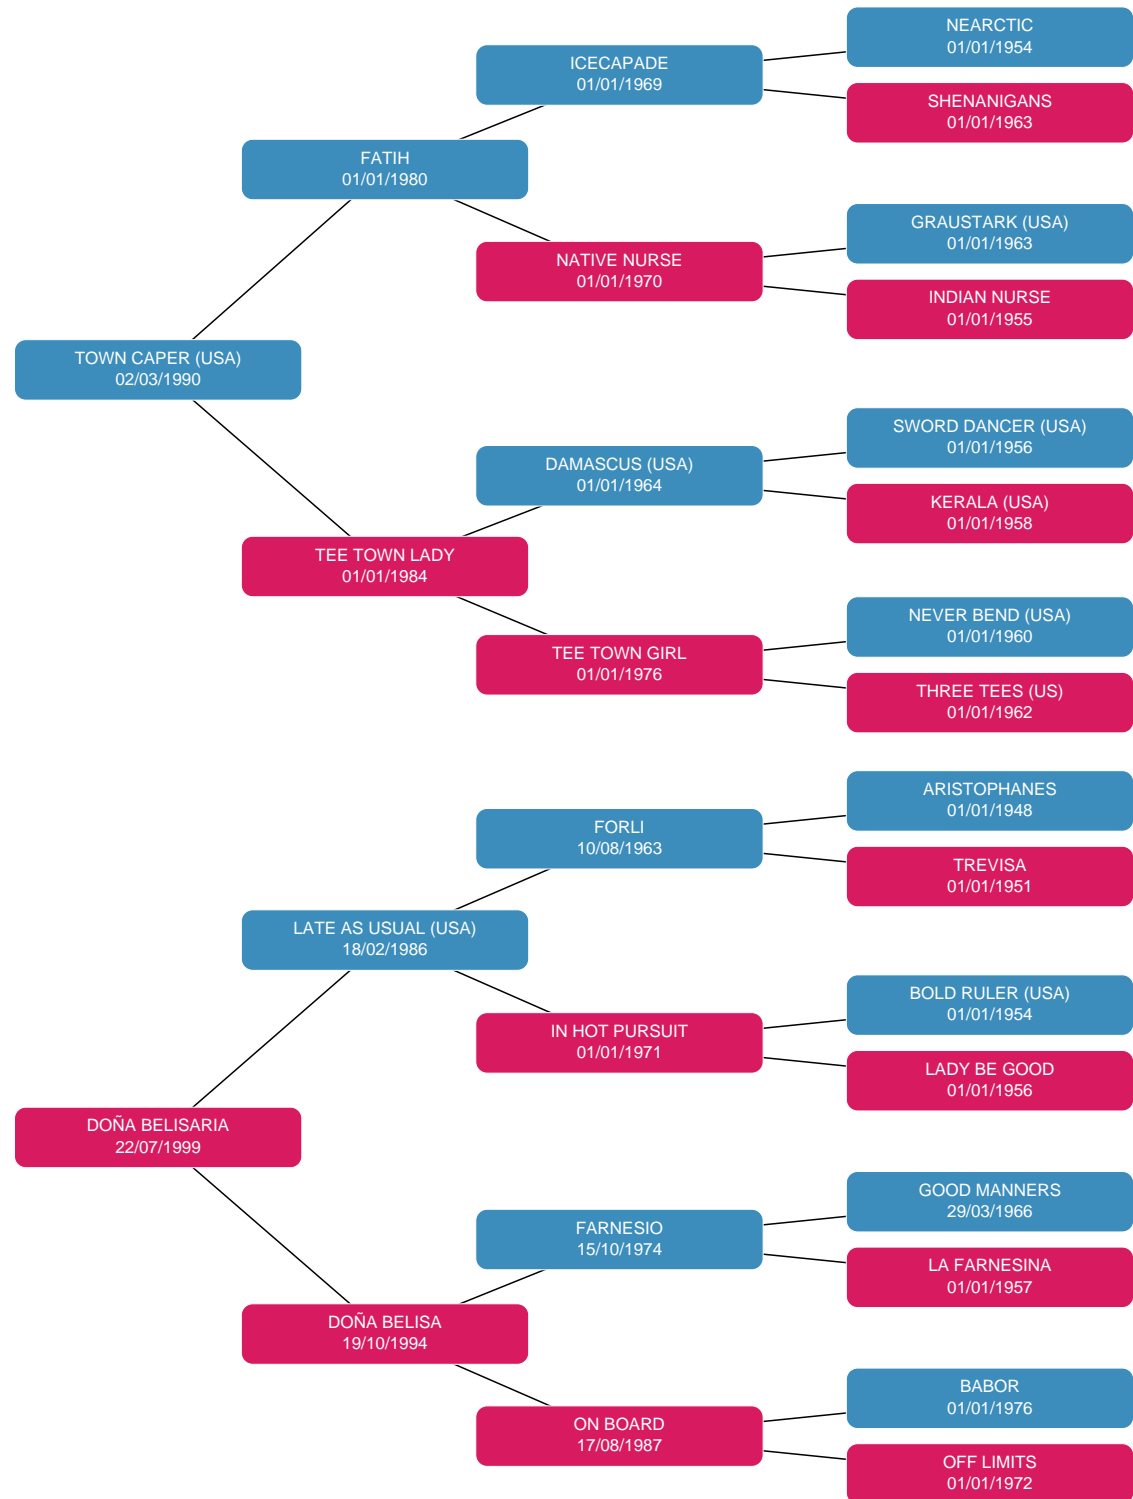 NEARCTIC
01/01/1954
ICECAPADE
01/01/1969
SHENANIGANS
01/01/1963
FATIH
01/01/1980
GRAUSTARK (USA)
01/01/1963
NATIVE NURSE
01/01/1970
INDIAN NURSE
01/01/1955
TOWN CAPER (USA)
02/03/1990
SWORD DANCER (USA)
01/01/1956
DAMASCUS (USA)
01/01/1964
KERALA (USA)
01/01/1958
TEE TOWN LADY
01/01/1984
NEVER BEND (USA)
01/01/1960
TEE TOWN GIRL
01/01/1976
THREE TEES (US)
01/01/1962
ARISTOPHANES
01/01/1948
FORLI
10/08/1963
TREVISA
01/01/1951
LATE AS USUAL (USA)
18/02/1986
BOLD RULER (USA)
01/01/1954
IN HOT PURSUIT
01/01/1971
LADY BE GOOD
01/01/1956
DOÑA BELISARIA
22/07/1999
GOOD MANNERS
29/03/1966
FARNESIO
15/10/1974
LA FARNESINA
01/01/1957
DOÑA BELISA
19/10/1994
BABOR
01/01/1976
ON BOARD
17/08/1987
OFF LIMITS
01/01/1972